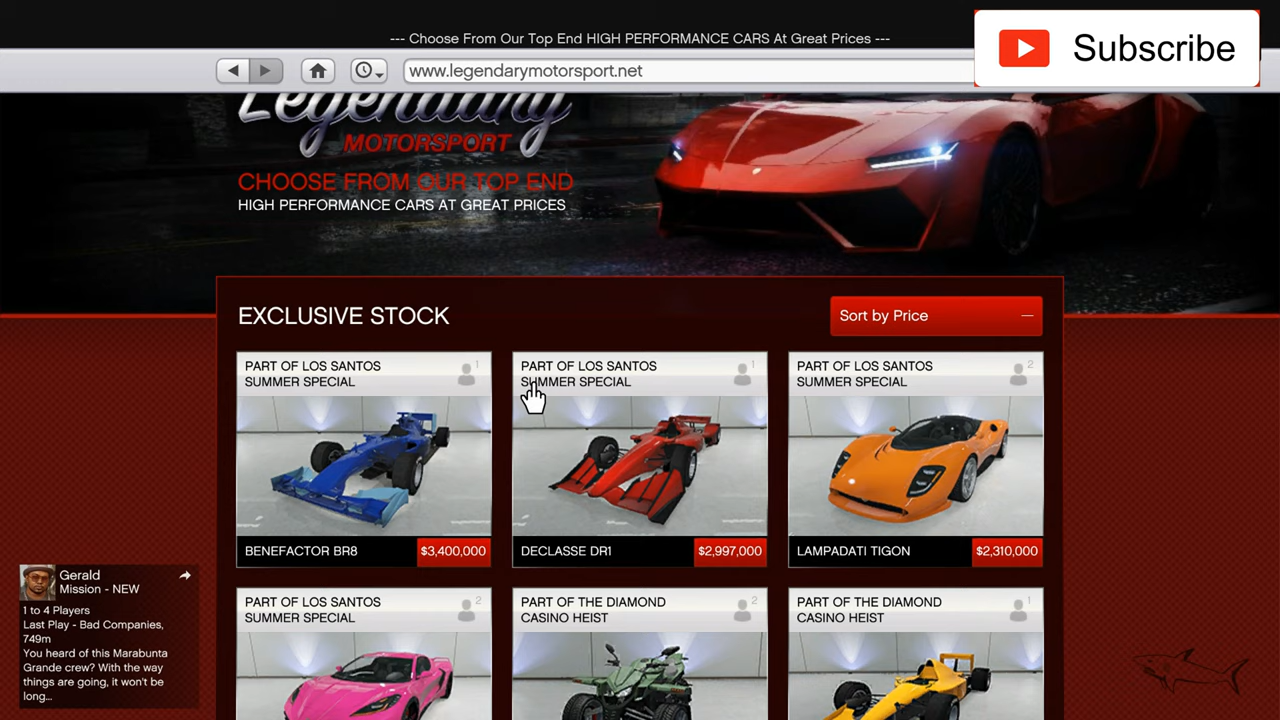 --- Choose From Our Top End HIGH PERFORMANCE CARS At Great Prices ---
Subscribe
www.legendarymotorsport.net
Legendary
MOTORSPORT
CHOOSE FROM OUR TOP END
HIGH PERFORMANCE CARS AT GREAT PRICES
EXCLUSIVE STOCK
Sort by Price
PART OF LOS SANTOS
SUMMER SPECIAL
1
BENEFACTOR BR8
$3,400,000
PART OF LOS SANTOS
SUMMER SPECIAL
1
DECLASSE DR1
$2,997,000
PART OF LOS SANTOS
SUMMER SPECIAL
2
LAMPADATI TIGON
$2,310,000
PART OF LOS SANTOS
SUMMER SPECIAL
2
PART OF THE DIAMOND
CASINO HEIST
2
PART OF THE DIAMOND
CASINO HEIST
1
Gerald
Mission - NEW
1 to 4 Players
Last Play - Bad Companies,
749m
You heard of this Marabunta
Grande crew? With the way
things are going, it won't be
long...